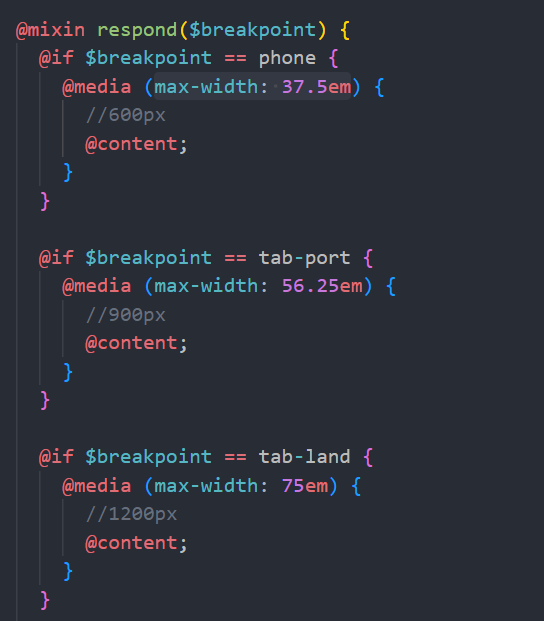 @mixin respond($breakpoint) {
@if $breakpoint == phone {
@media (max-width: 37.5em) {
//600px
@content;
}
}
@if $breakpoint == tab-port {
@media (max-width: 56.25em) {
//900px
@content;
}
}
@if $breakpoint == tab-land {
@media (max-width: 75em) {
//1200px
@content;
}
}